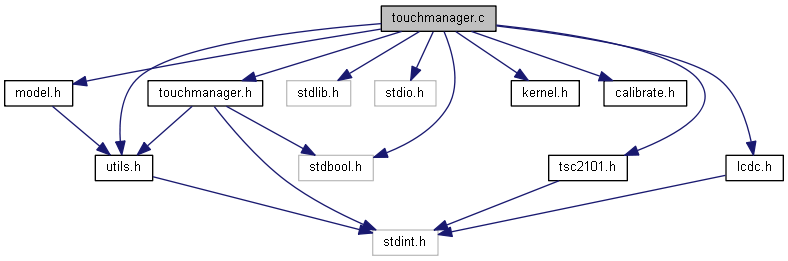 touchmanager.c
model.h
touchmanager.h
stdlib.h
stdio.h
kernel.h
calibrate.h
utils.h
stdbool.h
tsc2101.h
lcdc.h
stdint.h